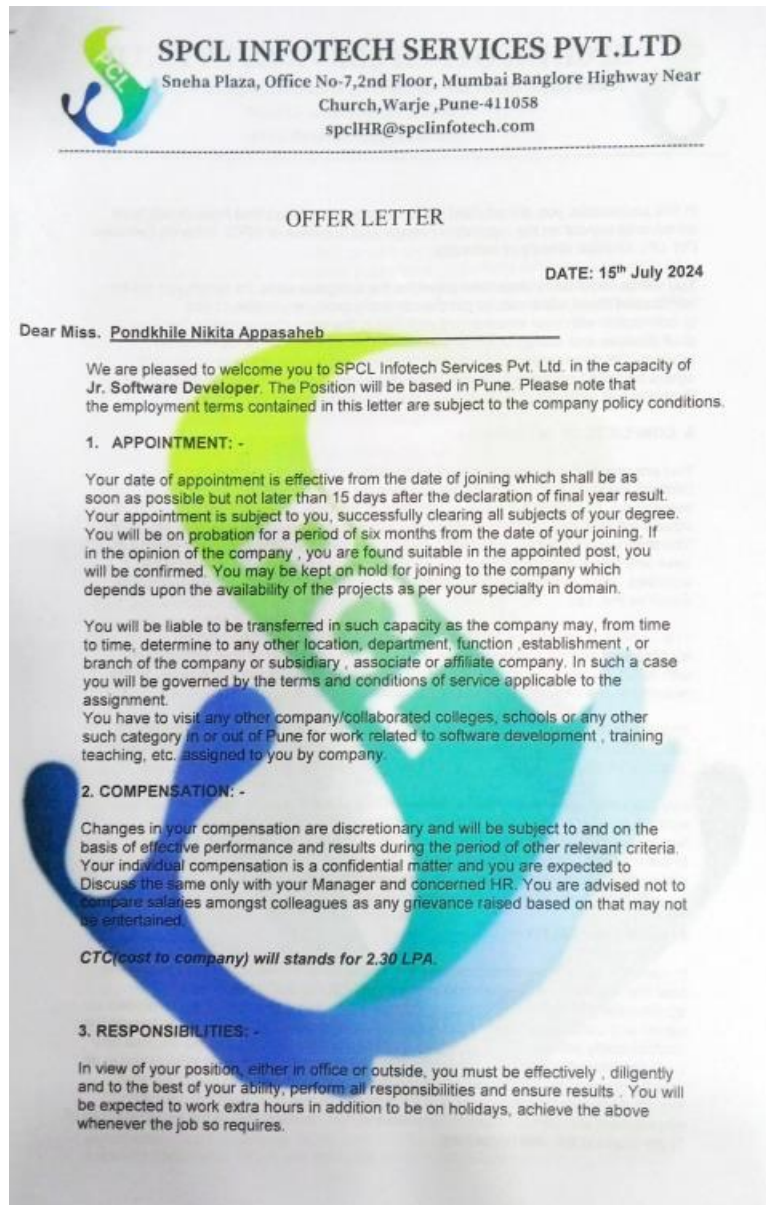 PCL
SPCL INFOTECH SERVICES PVT.LTD
Sneha Plaza, Office No-7,2nd Floor, Mumbai Banglore Highway Near
Church,Warje ,Pune-411058
spclHR@spclinfotech.com
OFFER LETTER
DATE: 15th July 2024
Dear Miss. Pondkhile Nikita Appasaheb
We are pleased to welcome you to SPCL Infotech Services Pvt. Ltd. in the capacity of
Jr. Software Developer. The Position will be based in Pune. Please note that
the employment terms contained in this letter are subject to the company policy conditions.
1. APPOINTMENT: -
Your date of appointment is effective from the date of joining which shall be as
soon as possible but not later than 15 days after the declaration of final year result.
Your appointment is subject to you, successfully clearing all subjects of your degree.
You will be on probation for a period of six months from the date of your joining. If
in the opinion of the company , you are found suitable in the appointed post, you
will be confirmed. You may be kept on hold for joining to the company which
depends upon the availability of the projects as per your specialty in domain.
You will be liable to be transferred in such capacity as the company may, from time
to time, determine to any other location, department, function ,establishment , or
branch of the company or subsidiary , associate or affiliate company. In such a case
you will be governed by the terms and conditions of service applicable to the
assignment.
You have to visit any other company/collaborated colleges, schools or any other
such category in or out of Pune for work related to software development , training
teaching, etc. assigned to you by company.
2. COMPENSATION: -
Changes in your compensation are discretionary and will be subject to and on the
basis of effective performance and results during the period of other relevant criteria.
Your individual compensation is a confidential matter and you are expected to
Discuss the same only with your Manager and concerned HR. You are advised not to
compare salaries amongst colleagues as any grievance raised based on that may not
be entertained.
CTC(cost to company) will stands for 2.30 LPA.
3. RESPONSIBILITIES: -
In view of your position, either in office or outside, you must be effectively , diligently
and to the best of your ability, perform all responsibilities and ensure results . You will
be expected to work extra hours in addition to be on holidays, achieve the above
whenever the job so requires.